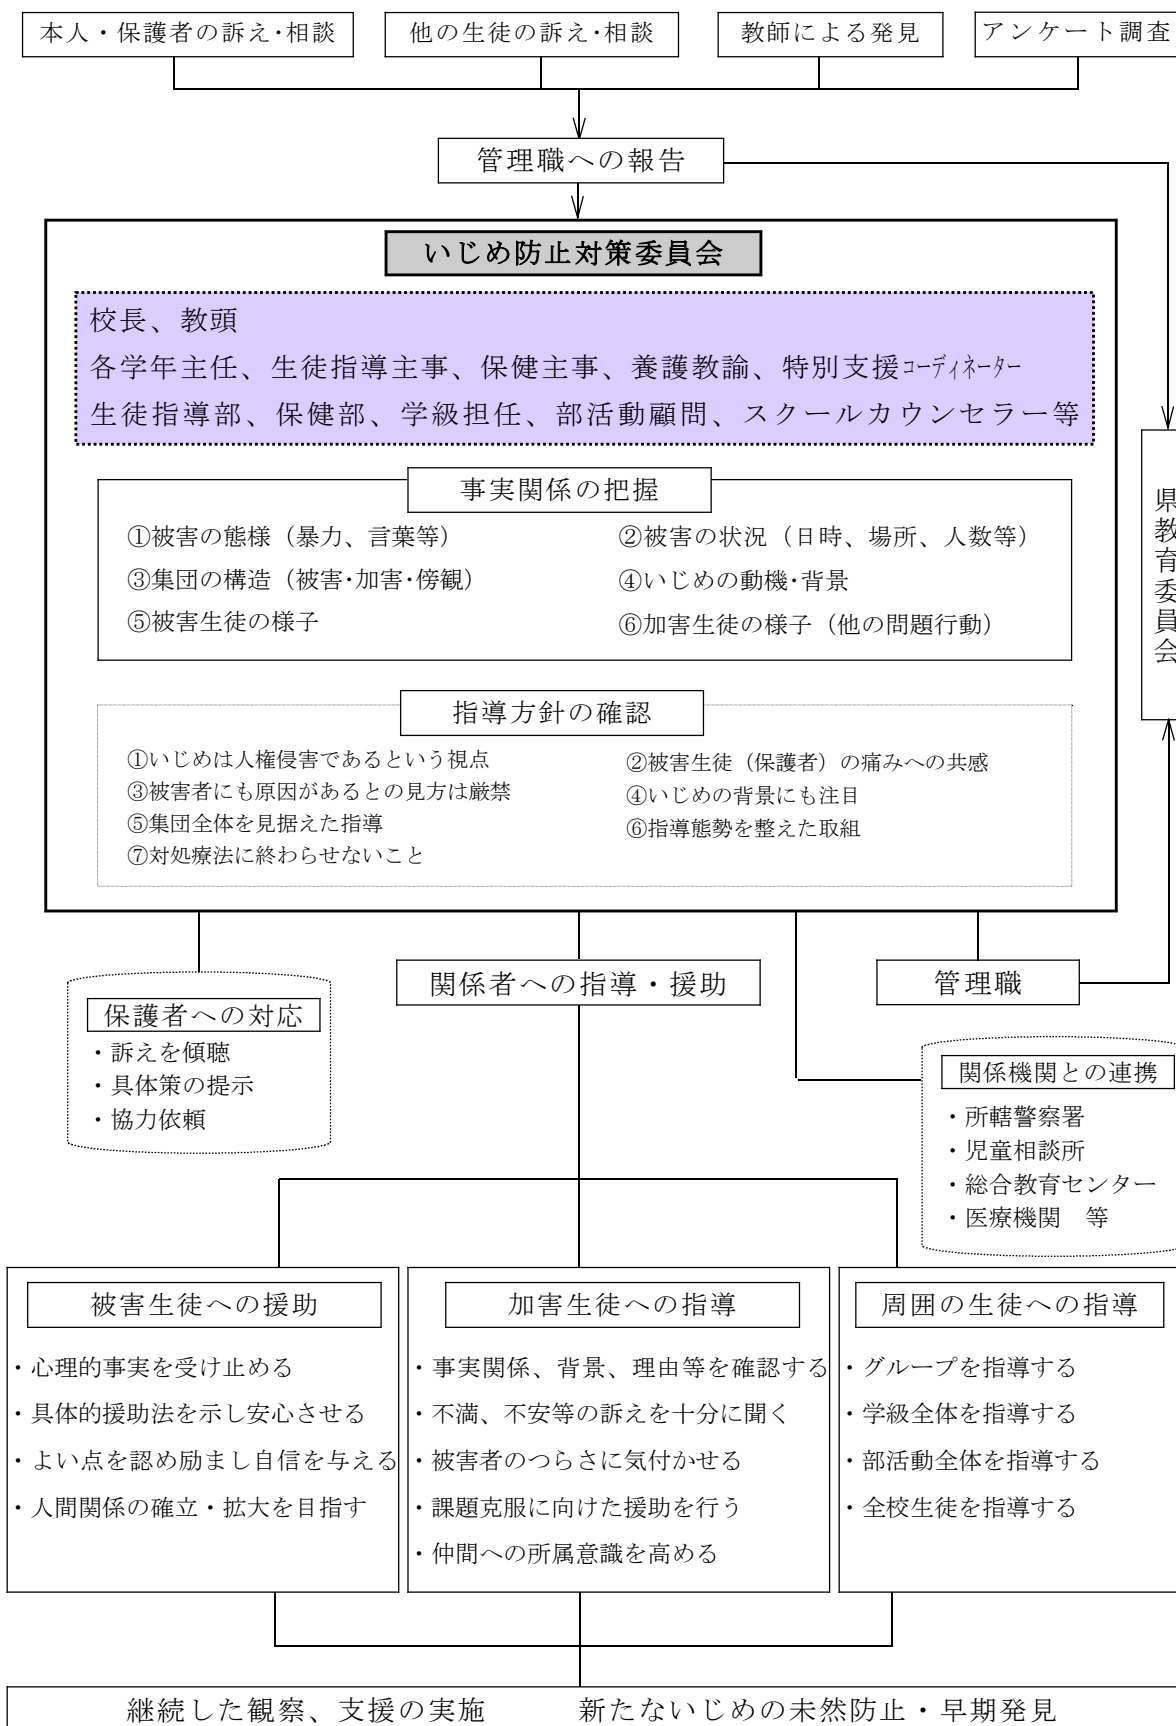 本人・保護者の訴え・相談
他の生徒の訴え・相談
教師による発見
アンケート調査
管理職への報告
いじめ防止対策委員会
校長、教頭
各学年主任、生徒指導主事、保健主事、養護教諭、特別支援コーディネーター
生徒指導部、保健部、学級担任、部活動顧問、スクールカウンセラー等
県教育委員会
事実関係の把握
①被害の態様（暴力、言葉等）
②被害の状況（日時、場所、人数等）
③集団の構造（被害・加害・傍観）
④いじめの動機・背景
⑤被害生徒の様子
⑥加害生徒の様子（他の問題行動）
指導方針の確認
①いじめは人権侵害であるという視点
②被害生徒（保護者）の痛みへの共感
③被害者にも原因があるとの見方は厳禁
④いじめの背景にも注目
⑤集団全体を見据えた指導
⑥指導態勢を整えた取組
⑦対処療法に終わらせないこと
関係者への指導・援助
管理職
保護者への対応
・訴えを傾聴
・具体策の提示
・協力依頼
関係機関との連携
・所轄警察署
・児童相談所
・総合教育センター
・医療機関　等
被害生徒への援助
・心理的事実を受け止める
・具体的援助法を示し安心させる
・よい点を認め励まし自信を与える
・人間関係の確立・拡大を目指す
加害生徒への指導
・事実関係、背景、理由等を確認する
・不満、不安等の訴えを十分に聞く
・被害者のつらさに気付かせる
・課題克服に向けた援助を行う
・仲間への所属意識を高める
周囲の生徒への指導
・グループを指導する
・学級全体を指導する
・部活動全体を指導する
・全校生徒を指導する
継続した観察、支援の実施　　新たないじめの未然防止・早期発見